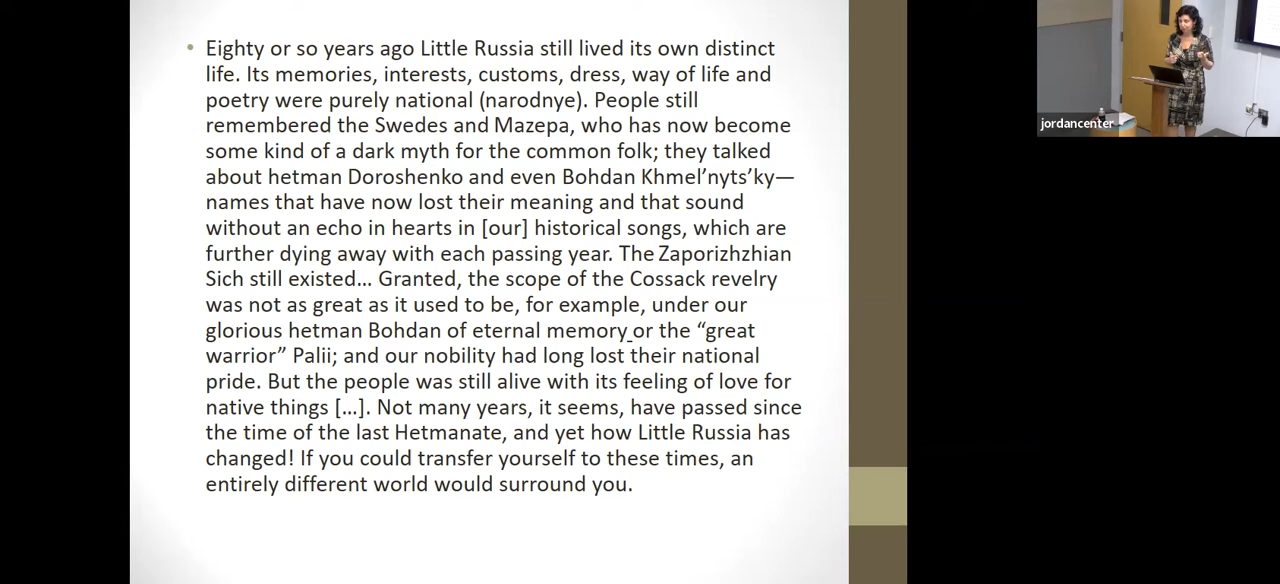 Eighty or so years ago Little Russia still lived its own distinct
life. Its memories, interests, customs, dress, way of life and
poetry were purely national (narodnye). People still
remembered the Swedes and Mazepa, who has now become
some kind of a dark myth for the common folk; they talked
about hetman Doroshenko and even Bohdan Khmel’nyts’ky—
names that have now lost their meaning and that sound
without an echo in hearts in [our] historical songs, which are
further dying away with each passing year. The Zaporizhzhian
Sich still existed... Granted, the scope of the Cossack revelry
was not as great as it used to be, for example, under our
glorious hetman Bohdan of eternal memory or the “great
warrior” Palii; and our nobility had long lost their national
pride. But the people was still alive with its feeling of love for
native things [...]. Not many years, it seems, have passed since
the time of the last Hetmanate, and yet how Little Russia has
changed! If you could transfer yourself to these times, an
entirely different world would surround you.
jordancenter